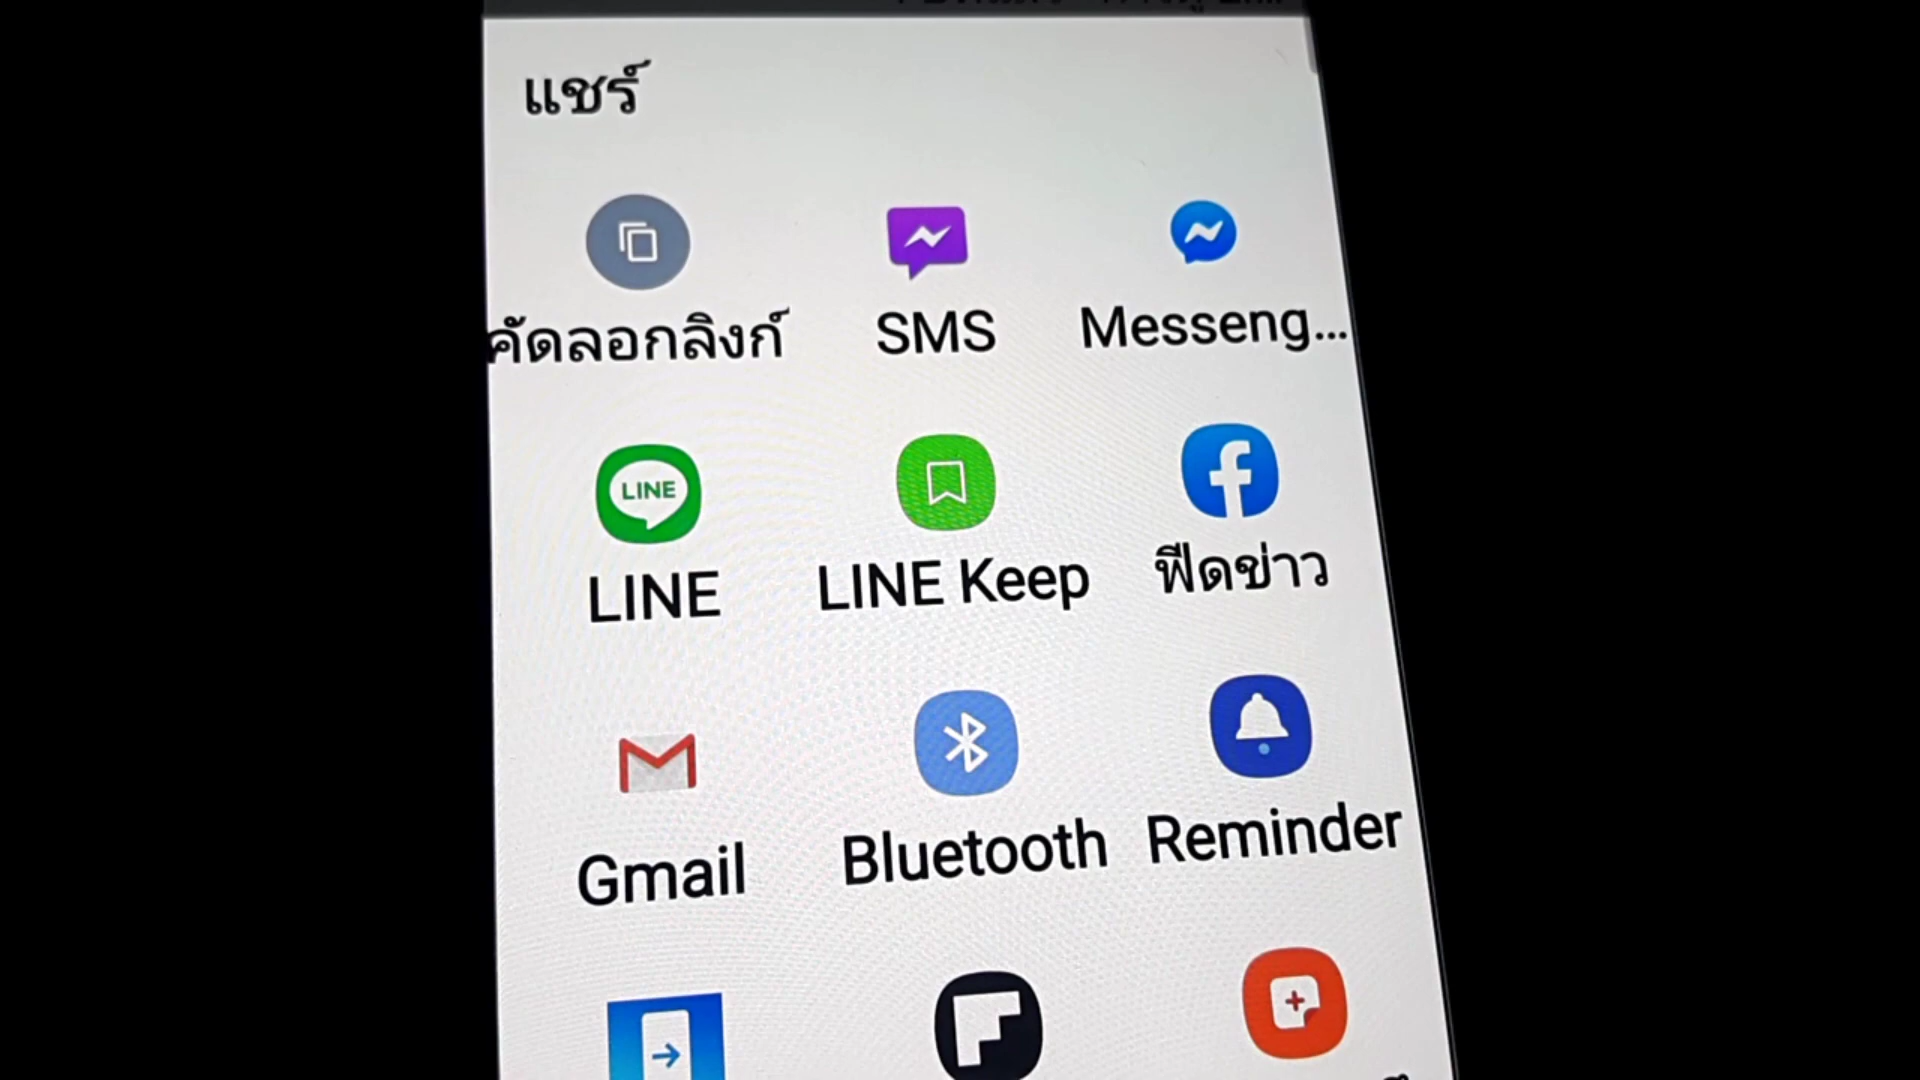 แชร์
คัดลอกลิงก์
SMS
Messeng...
LINE
LINE
LINE Keep
ฟีดข่าว
Gmail
Bluetooth
Reminder